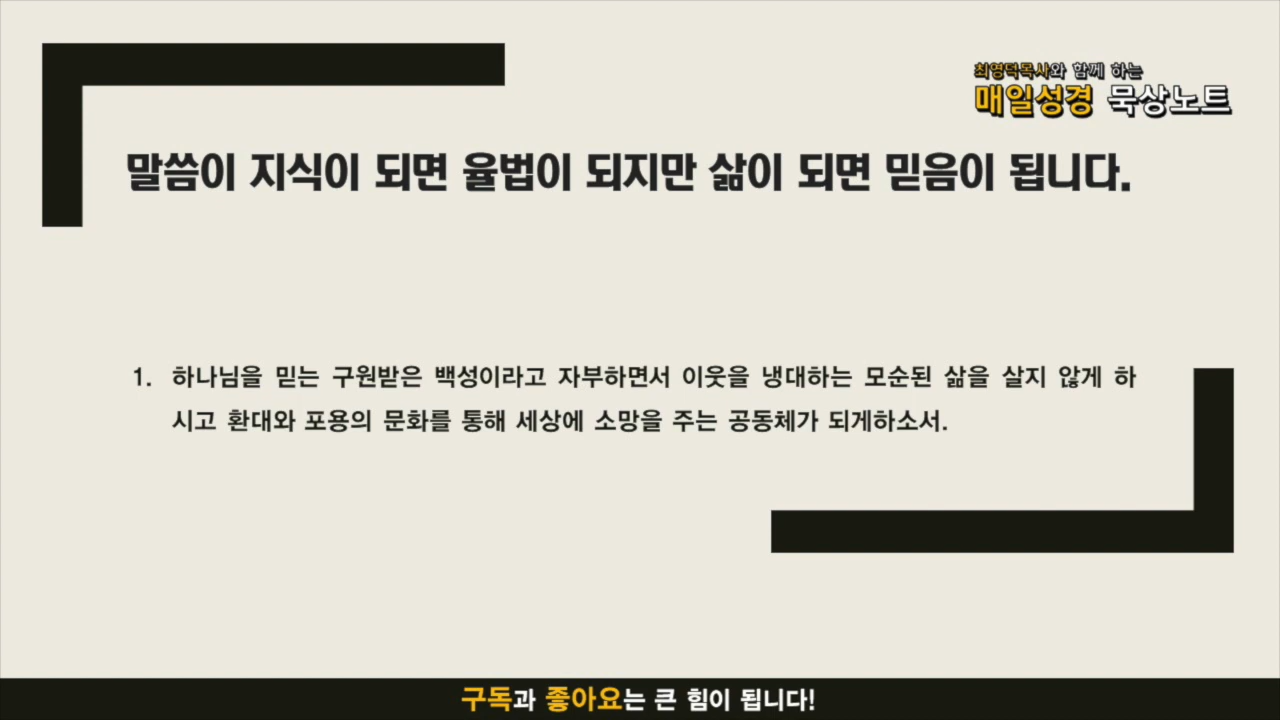 최영덕목사와 함께 하는
매일성경 묵상노트
말씀이 지식이 되면 율법이 되지만 삶이 되면 믿음이 됩니다.
1. 하나님을 믿는 구원받은 백성이라고 자부하면서 이웃을 냉대하는 모순된 삶을 살지 않게 하
시고 환대와 포용의 문화를 통해 세상에 소망을 주는 공동체가 되게하소서.
구독과 좋아요는 큰 힘이 됩니다!